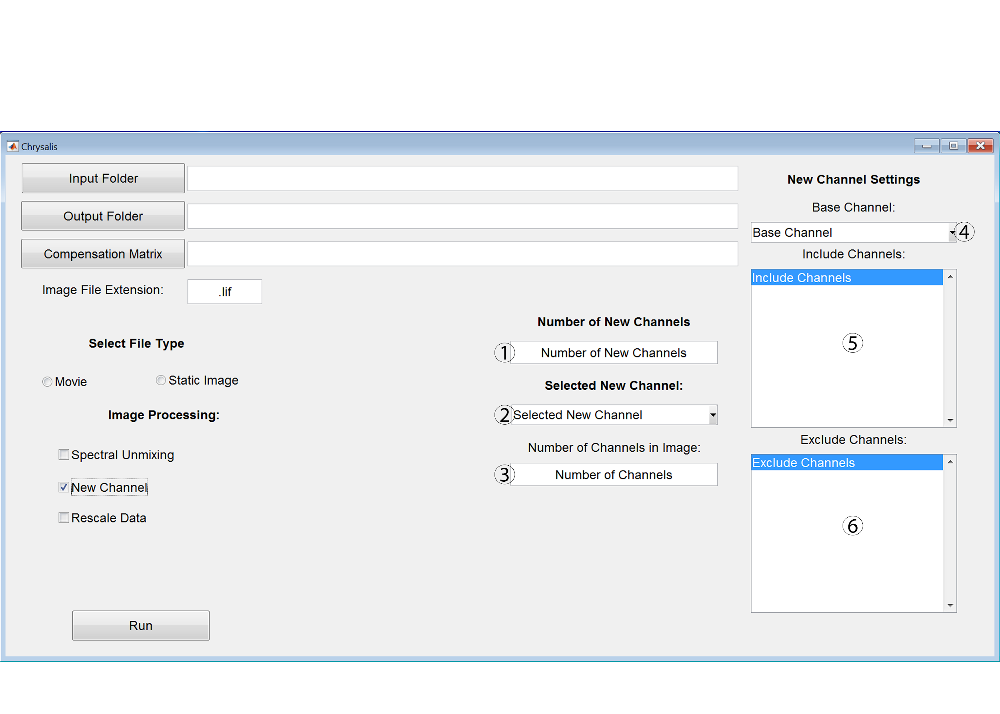 Chrysalis
Input Folder
Output Folder
Compensation Matrix
Image File Extension:
.lif
Select File Type
Movie
Static Image
Image Processing:
Spectral Unmixing
New Channel
Rescale Data
Run
Number of New Channels
① Number of New Channels
Selected New Channel:
② Selected New Channel
Number of Channels in Image:
③ Number of Channels
New Channel Settings
Base Channel:
Base Channel ④
Include Channels:
Include Channels
⑤
Exclude Channels:
Exclude Channels
⑥